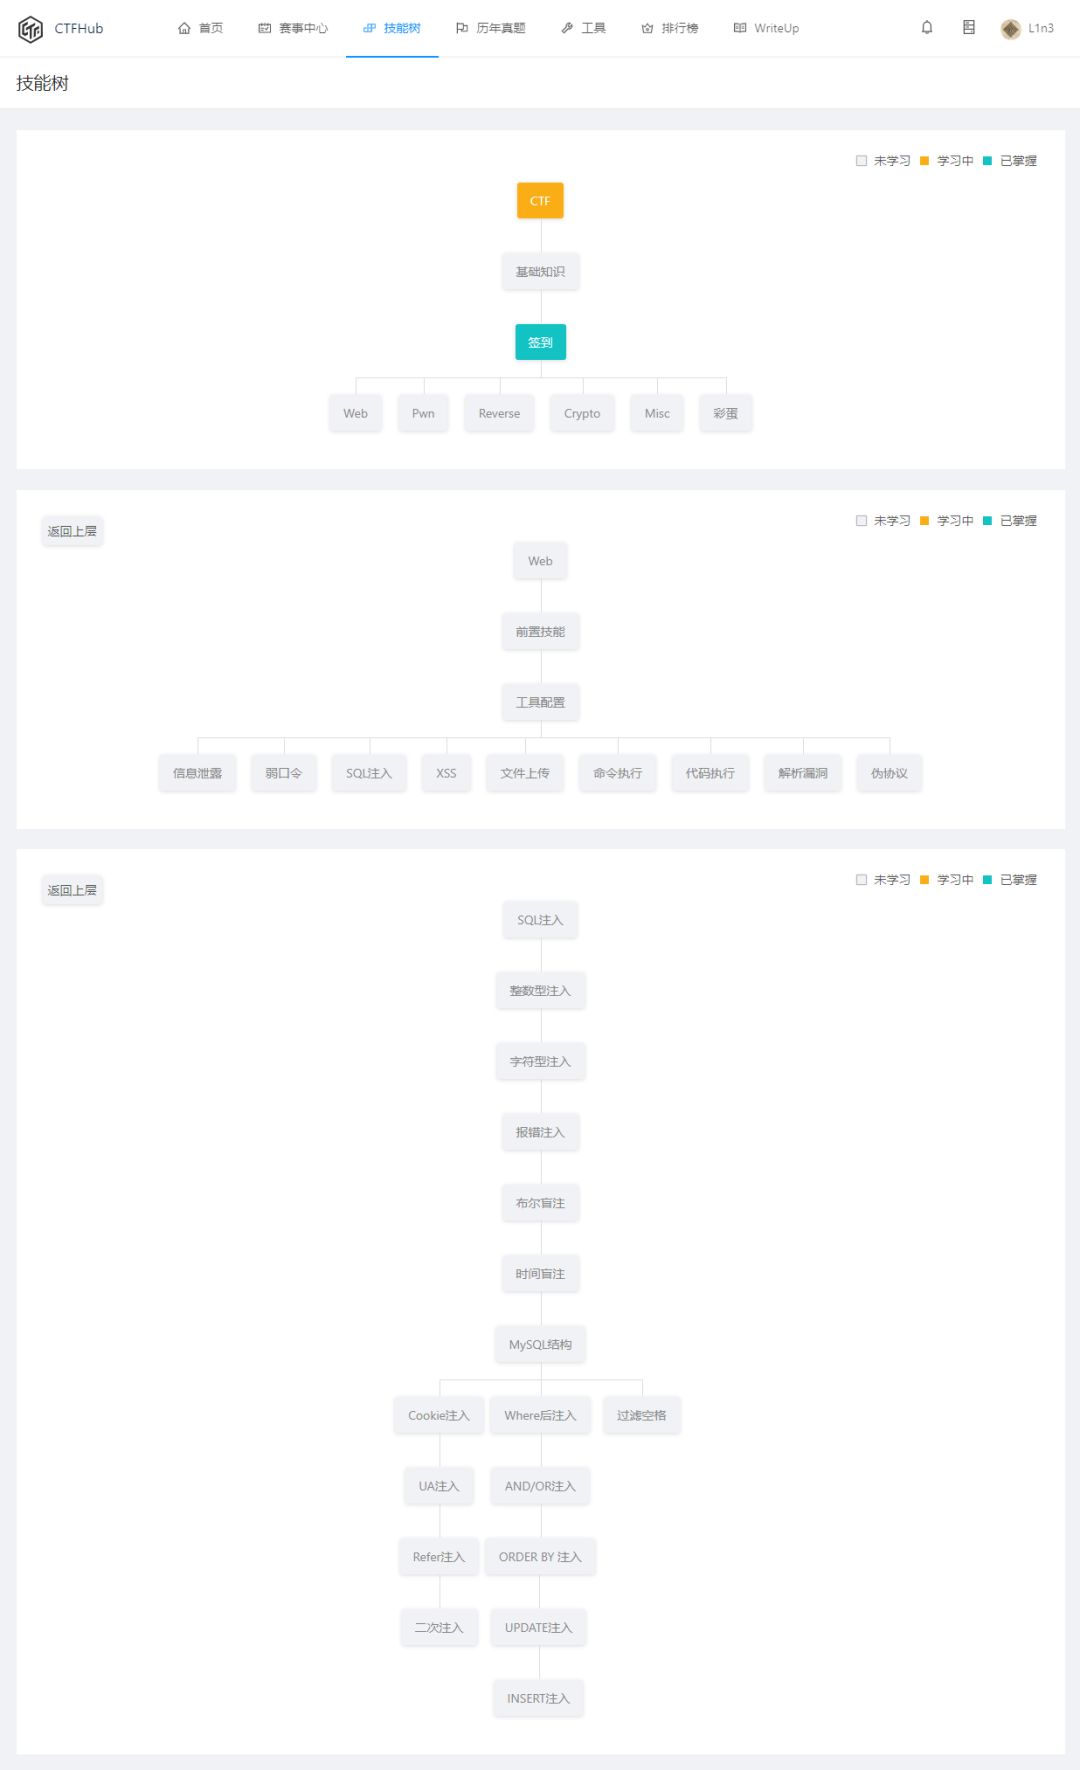 CTFHub 首页 赛事中心 技能树 历年真题 工具 排行榜 WriteUp L1n3
技能树
未学习 学习中 已掌握
CTF
基础知识
签到
Web Pwn Reverse Crypto Misc 彩蛋
返回上层 未学习 学习中 已掌握
Web
前置技能
工具配置
信息泄露 弱口令 SQL注入 XSS 文件上传 命令执行 代码执行 解析漏洞 伪协议
返回上层 未学习 学习中 已掌握
SQL注入
整数型注入
字符型注入
报错注入
布尔盲注
时间盲注
MySQL结构
Cookie注入 Where后注入 过滤空格
UA注入 AND/OR注入
Refer注入 ORDER BY 注入
二次注入 UPDATE注入
INSERT注入